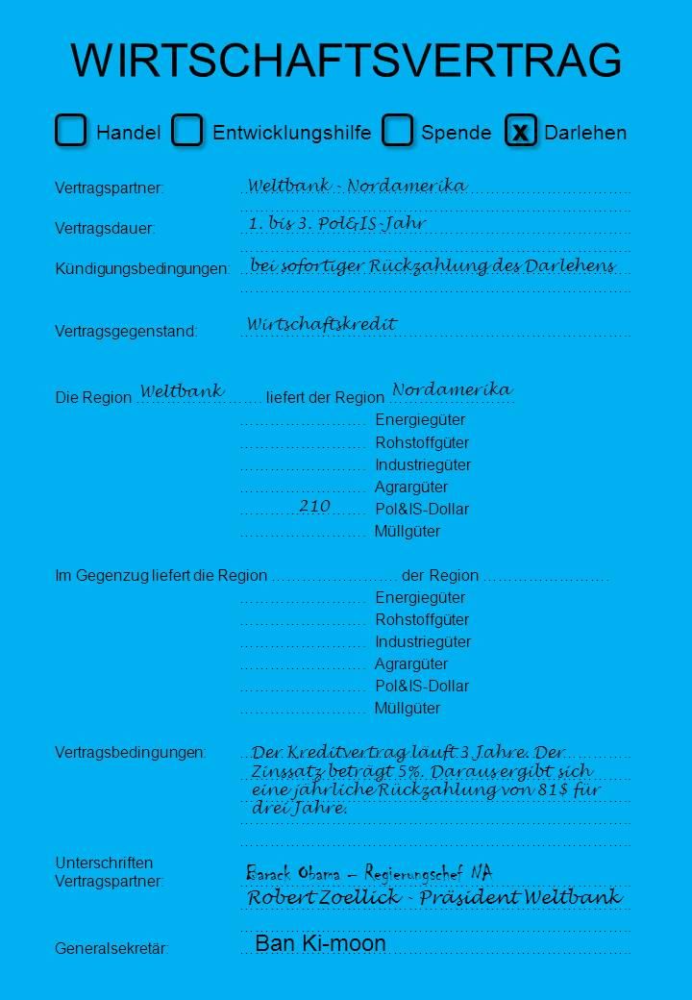 WIRTSCHAFTSVERTRAG
Handel Entwicklungshilfe Spende x Darlehen
Vertragspartner: Weltbank - Nordamerika
Vertragsdauer: 1. bis 3. Pol&IS-Jahr
Kündigungsbedingungen: bei sofortiger Rückzahlung des Darlehens
Vertragsgegenstand: Wirtschaftskredit
Die Region Weltbank liefert der Region Nordamerika
Energiegüter
Rohstoffgüter
Industriegüter
Agrargüter
210 Pol&IS-Dollar
Müllgüter
Im Gegenzug liefert die Region ........................ der Region ........................
Energiegüter
Rohstoffgüter
Industriegüter
Agrargüter
Pol&IS-Dollar
Müllgüter
Vertragsbedingungen: Der Kreditvertrag läuft 3 Jahre. Der
Zinssatz beträgt 5%. Daraus ergibt sich
eine jährliche Rückzahlung von 81$ für
drei Jahre.
Unterschriften
Vertragspartner: Barack Obama – Regierungschef NA
Robert Zoellick - Präsident Weltbank
Generalsekretär: Ban Ki-moon